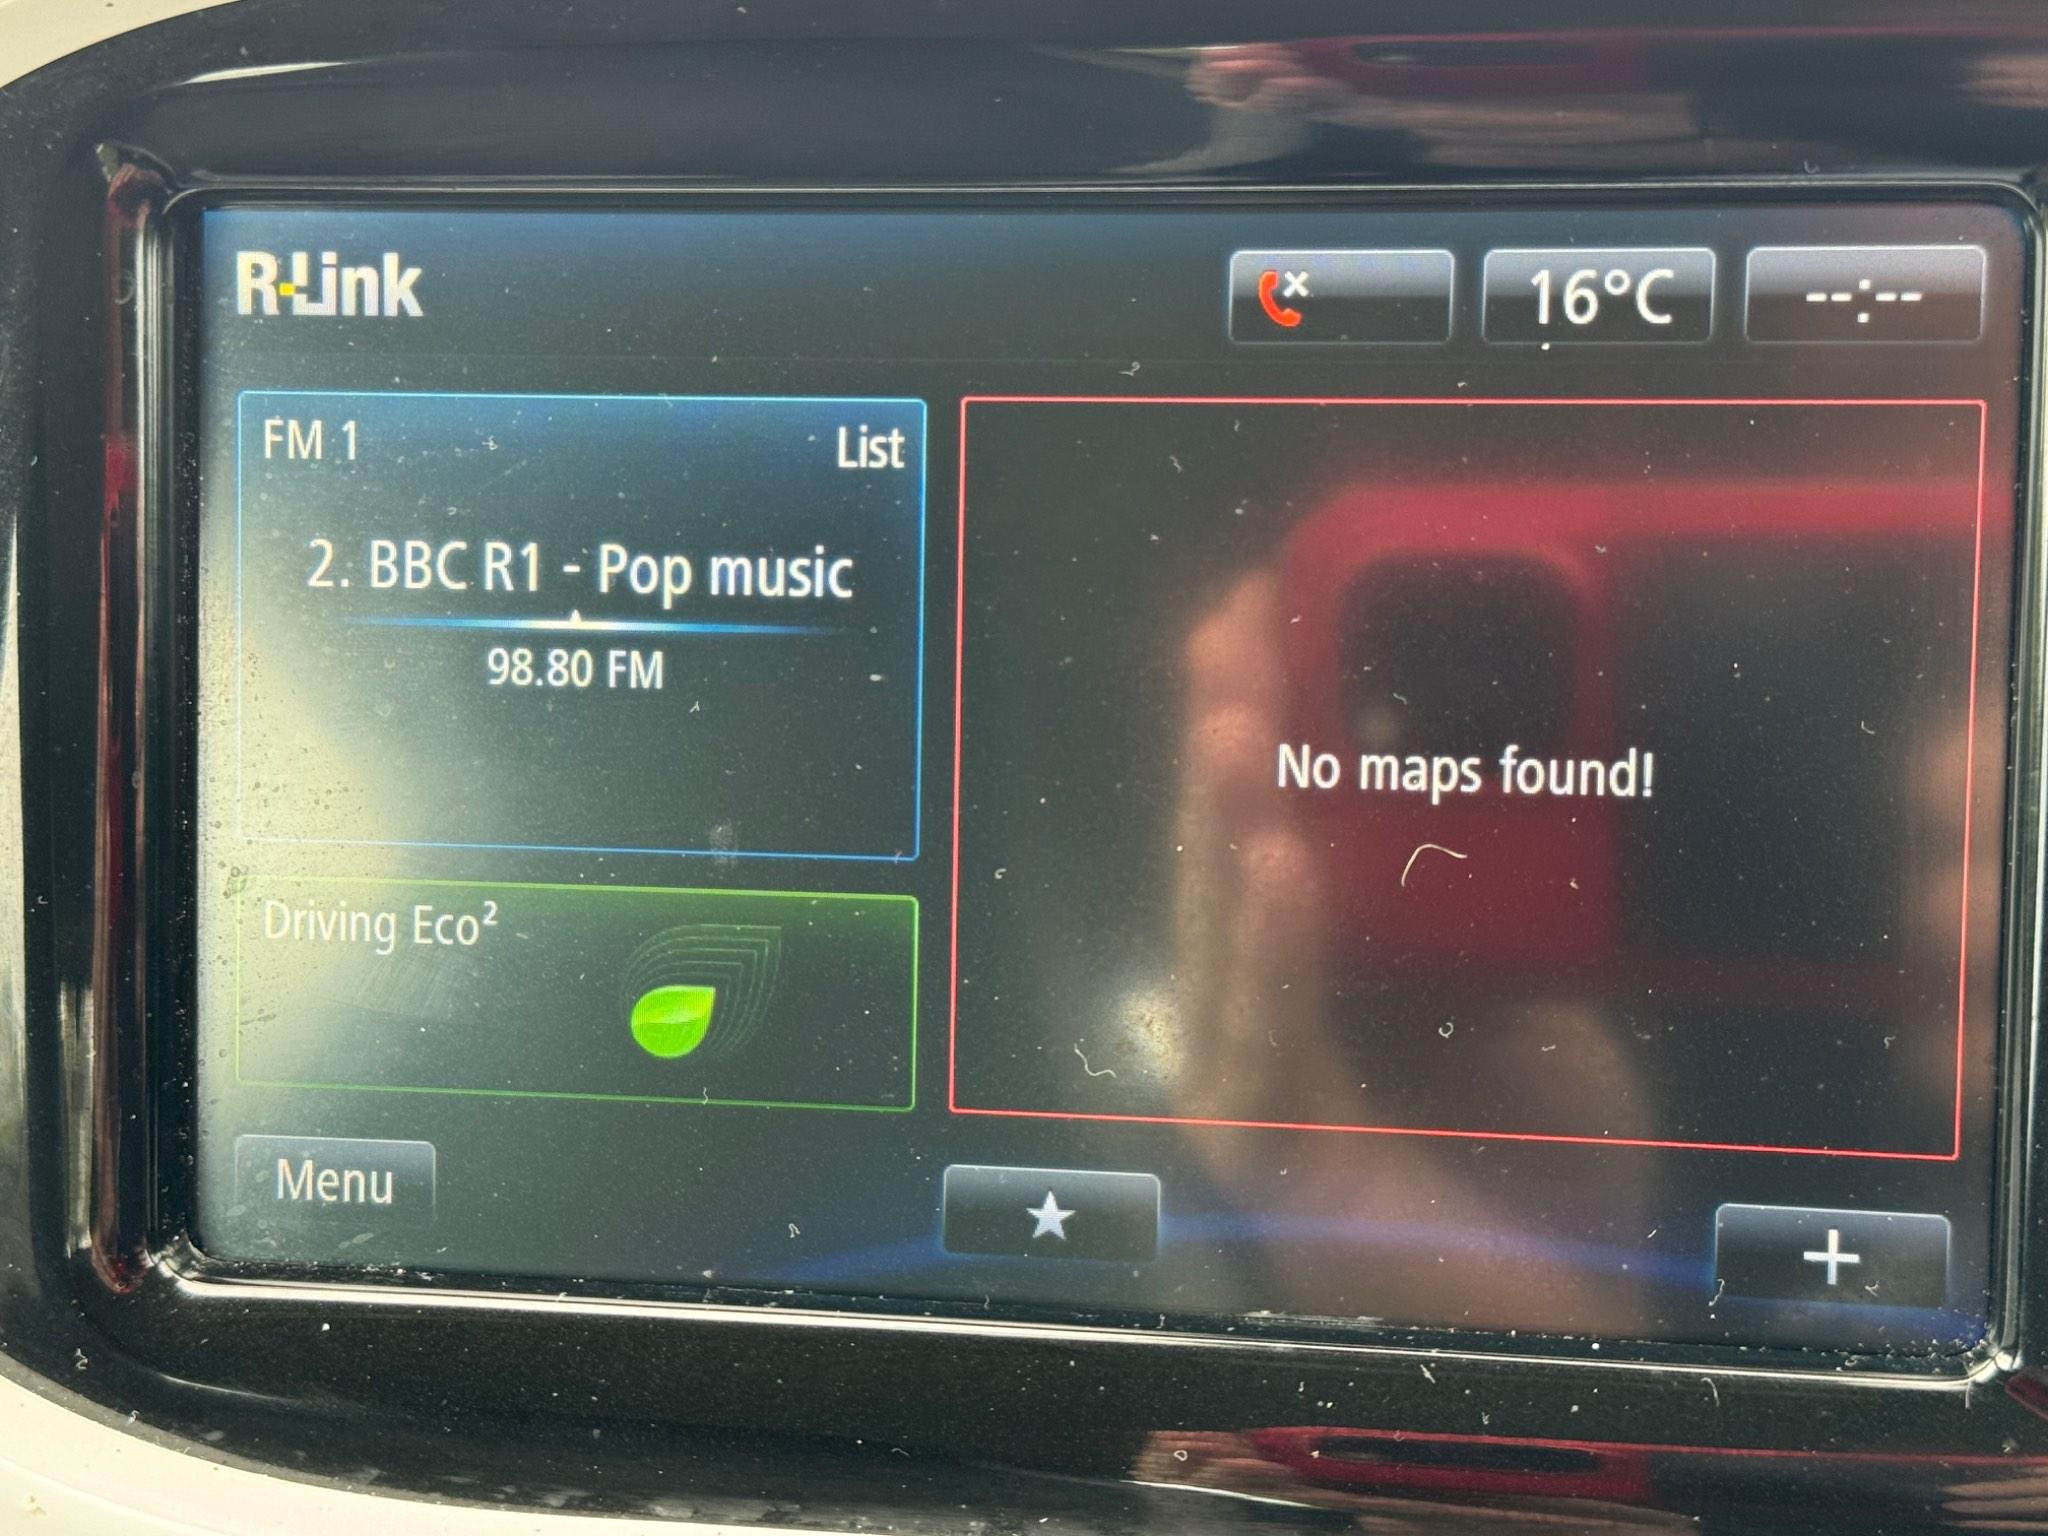 R-Link
16°C
--:--
FM 1
List
2. BBC R1 - Pop music
98.80 FM
No maps found!
Driving Eco²
Menu